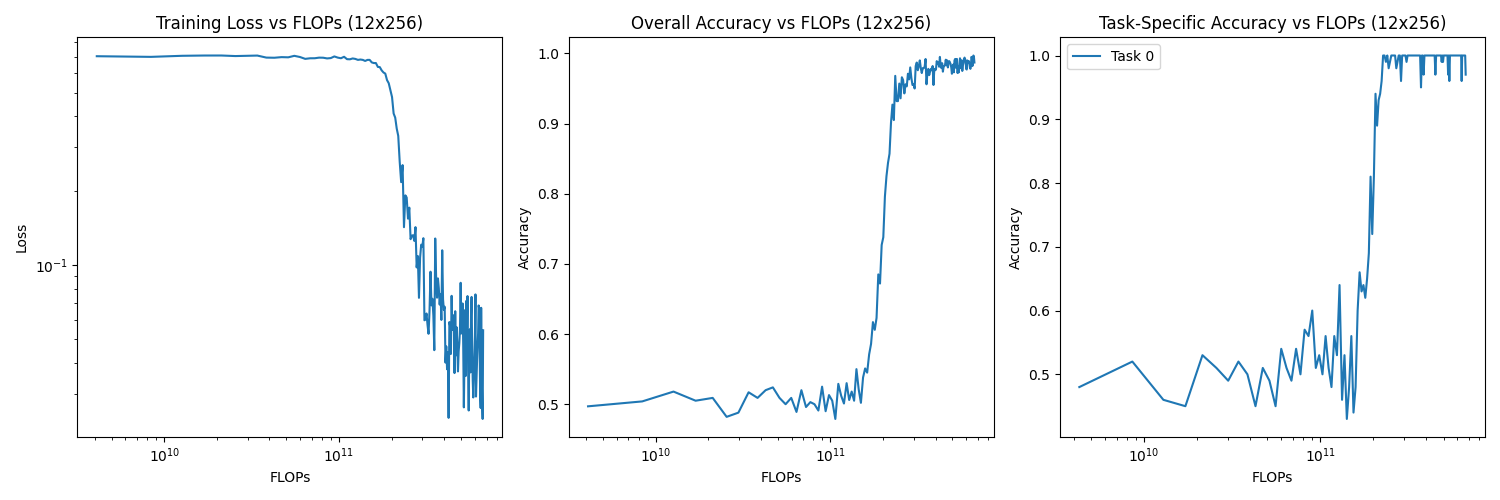 Training Loss vs FLOPs (12x256)
Loss
10⁻¹
10¹⁰
10¹¹
FLOPs
Overall Accuracy vs FLOPs (12x256)
Accuracy
1.0
0.9
0.8
0.7
0.6
0.5
10¹⁰
10¹¹
FLOPs
Task-Specific Accuracy vs FLOPs (12x256)
Task 0
Accuracy
1.0
0.9
0.8
0.7
0.6
0.5
10¹⁰
10¹¹
FLOPs